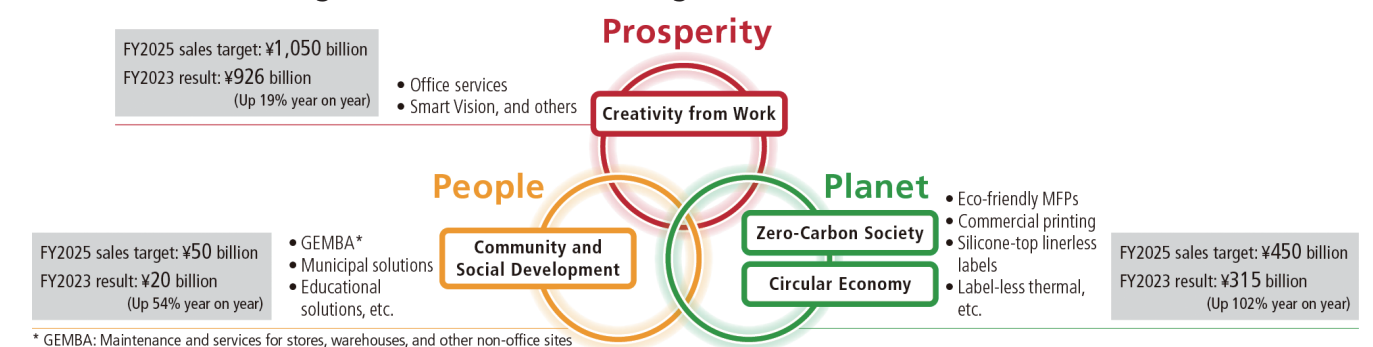 Prosperity
FY2025 sales target: ¥1,050 billion
FY2023 result: ¥926 billion
(Up 19% year on year)
• Office services
• Smart Vision, and others
Creativity from Work
People
FY2025 sales target: ¥50 billion
FY2023 result: ¥20 billion
(Up 54% year on year)
• GEMBA*
• Municipal solutions
• Educational
solutions, etc.
Community and
Social Development
Planet
Zero-Carbon Society
Circular Economy
• Eco-friendly MFPs
• Commercial printing
• Silicone-top linerless
labels
• Label-less thermal,
etc.
FY2025 sales target: ¥450 billion
FY2023 result: ¥315 billion
(Up 102% year on year)
* GEMBA: Maintenance and services for stores, warehouses, and other non-office sites